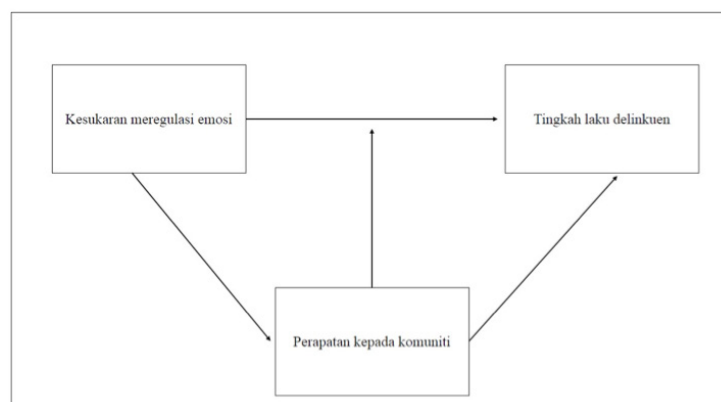 Kesukaran meregulasi emosi
Tingkah laku delinkuen
Perapatan kepada komuniti